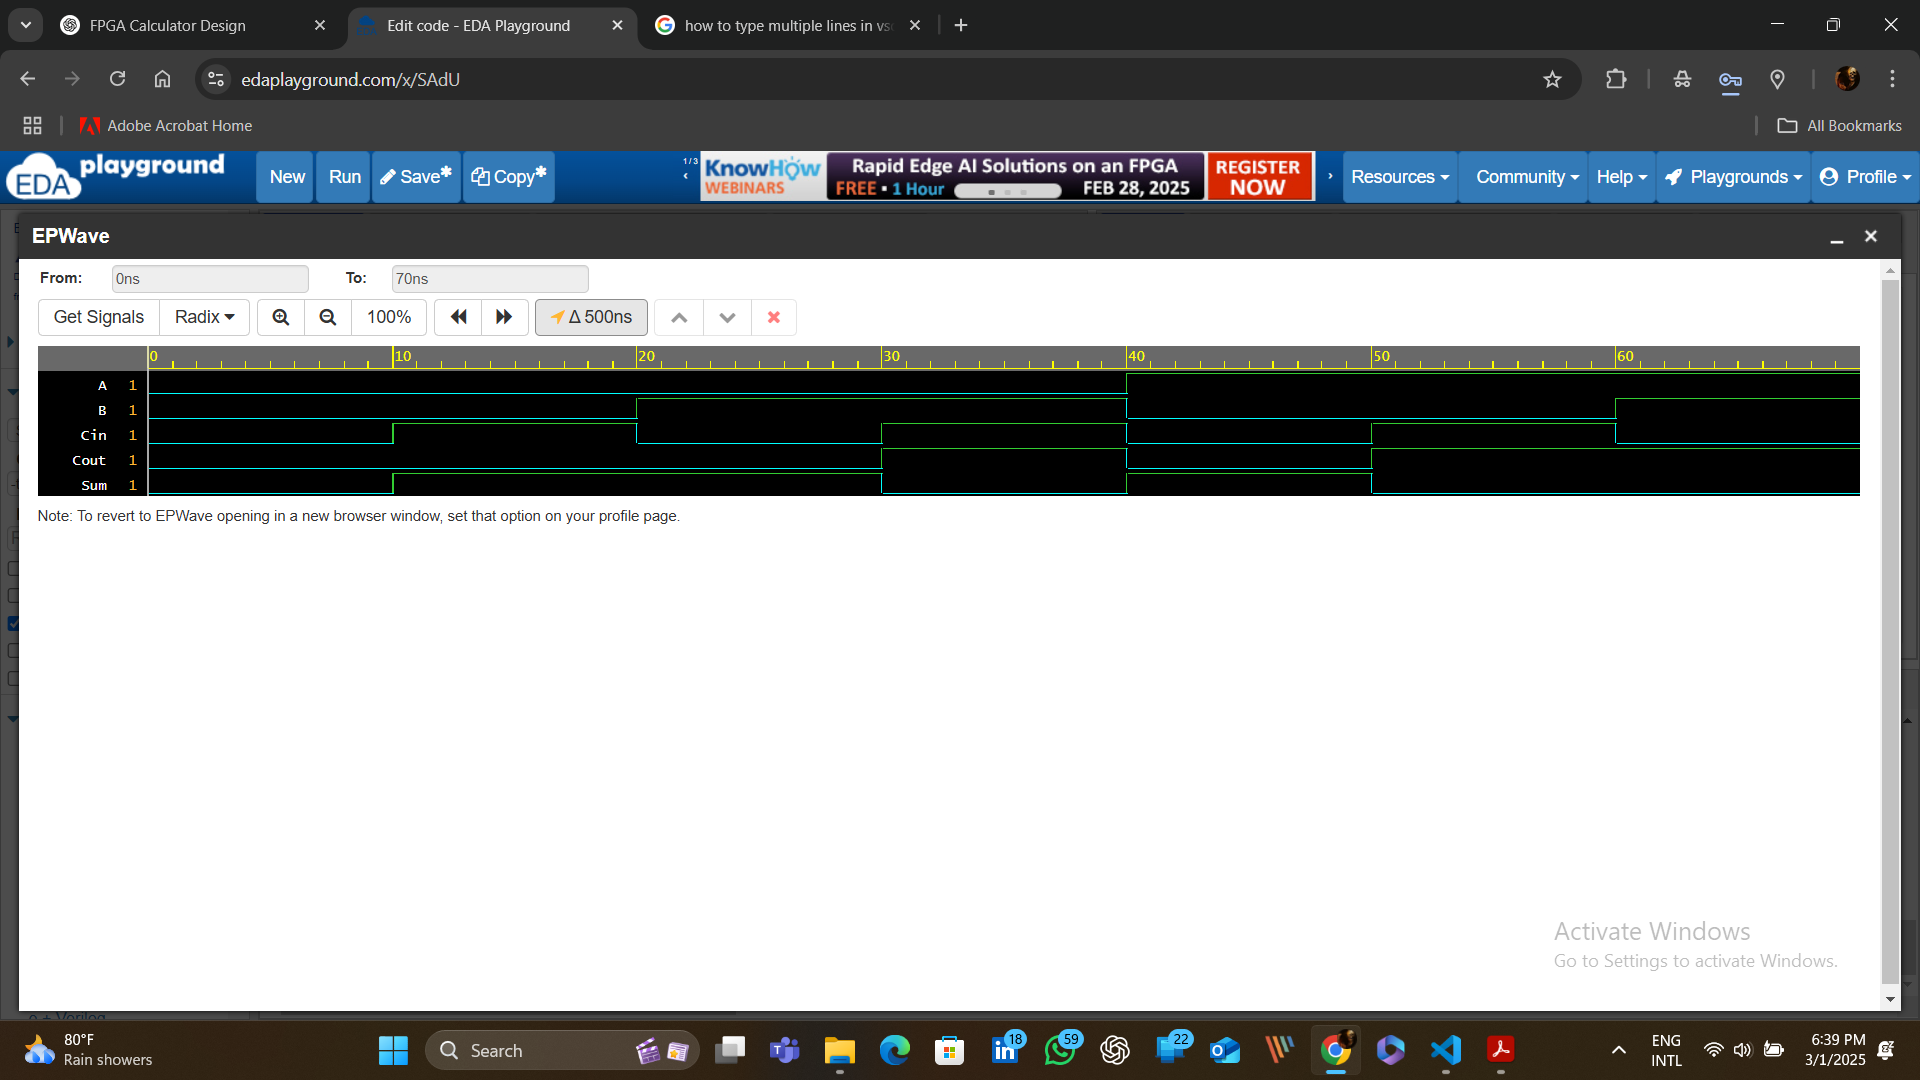 FPGA Calculator Design
Edit code - EDA Playground
how to type multiple lines in vs
edaplayground.com/x/SAdU
Adobe Acrobat Home
All Bookmarks
EDA playground
New
Run
Save*
Copy*
1/3
KnowHow
WEBINARS
Rapid Edge AI Solutions on an FPGA
FREE • 1 Hour
FEB 28, 2025
REGISTER
NOW
Resources
Community
Help
Playgrounds
Profile
EPWave
From:
0ns
To:
70ns
Get Signals
Radix
100%
Δ 500ns
0 10 20 30 40 50 60
A 1
B 1
Cin 1
Cout 1
Sum 1
Note: To revert to EPWave opening in a new browser window, set that option on your profile page.
Activate Windows
Go to Settings to activate Windows.
80°F
Rain showers
Search
18
59
22
ENG
INTL
6:39 PM
3/1/2025